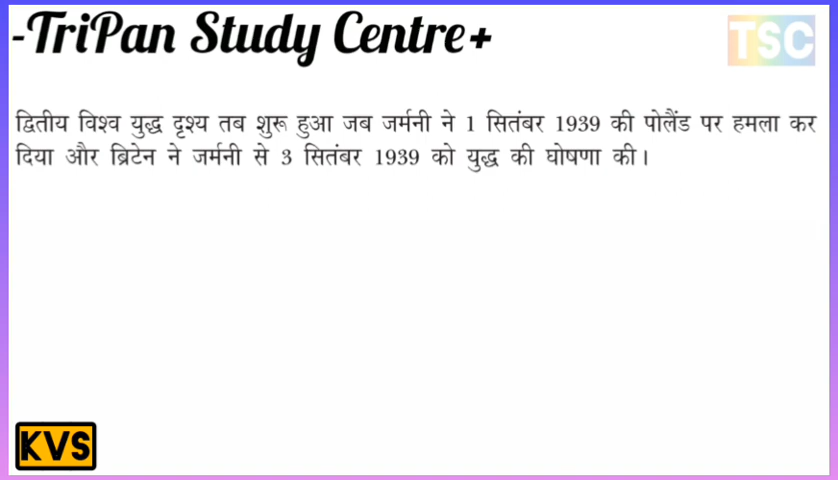 -TriPan Study Centre+
TSC
द्वितीय विश्व युद्ध दृश्य तब शुरू हुआ जब जर्मनी ने 1 सितंबर 1939 की पोलैंड पर हमला कर
दिया और ब्रिटेन ने जर्मनी से 3 सितंबर 1939 को युद्ध की घोषणा की।
KVS